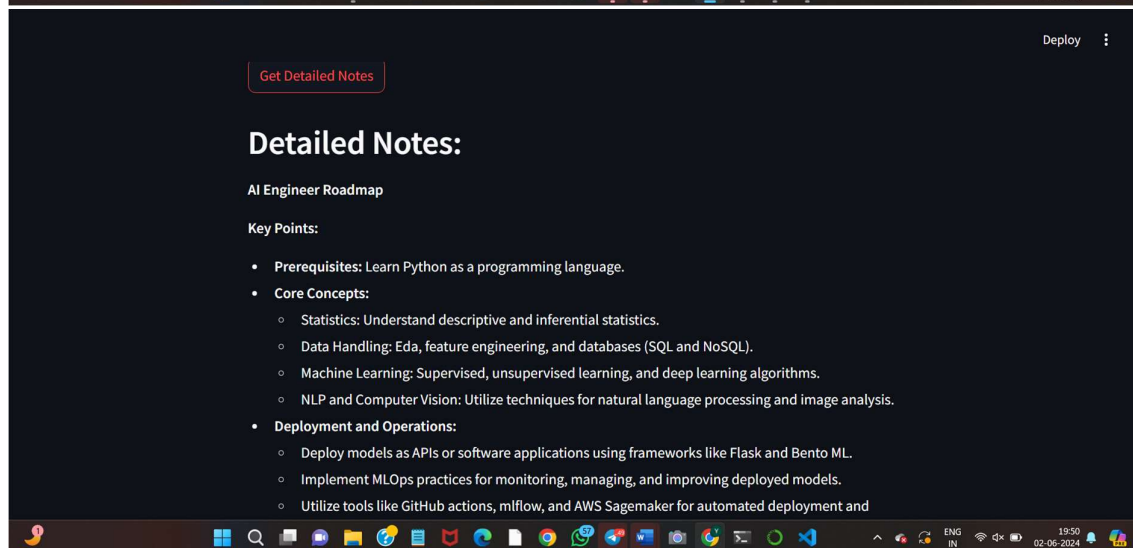 Deploy
Get Detailed Notes
Detailed Notes:
AI Engineer Roadmap
Key Points:
• Prerequisites: Learn Python as a programming language.
• Core Concepts:
◦ Statistics: Understand descriptive and inferential statistics.
◦ Data Handling: Eda, feature engineering, and databases (SQL and NoSQL).
◦ Machine Learning: Supervised, unsupervised learning, and deep learning algorithms.
◦ NLP and Computer Vision: Utilize techniques for natural language processing and image analysis.
• Deployment and Operations:
◦ Deploy models as APIs or software applications using frameworks like Flask and Bento ML.
◦ Implement MLOps practices for monitoring, managing, and improving deployed models.
◦ Utilize tools like GitHub actions, mlflow, and AWS Sagemaker for automated deployment and
1
57
ENG
IN
19:50
02-06-2024